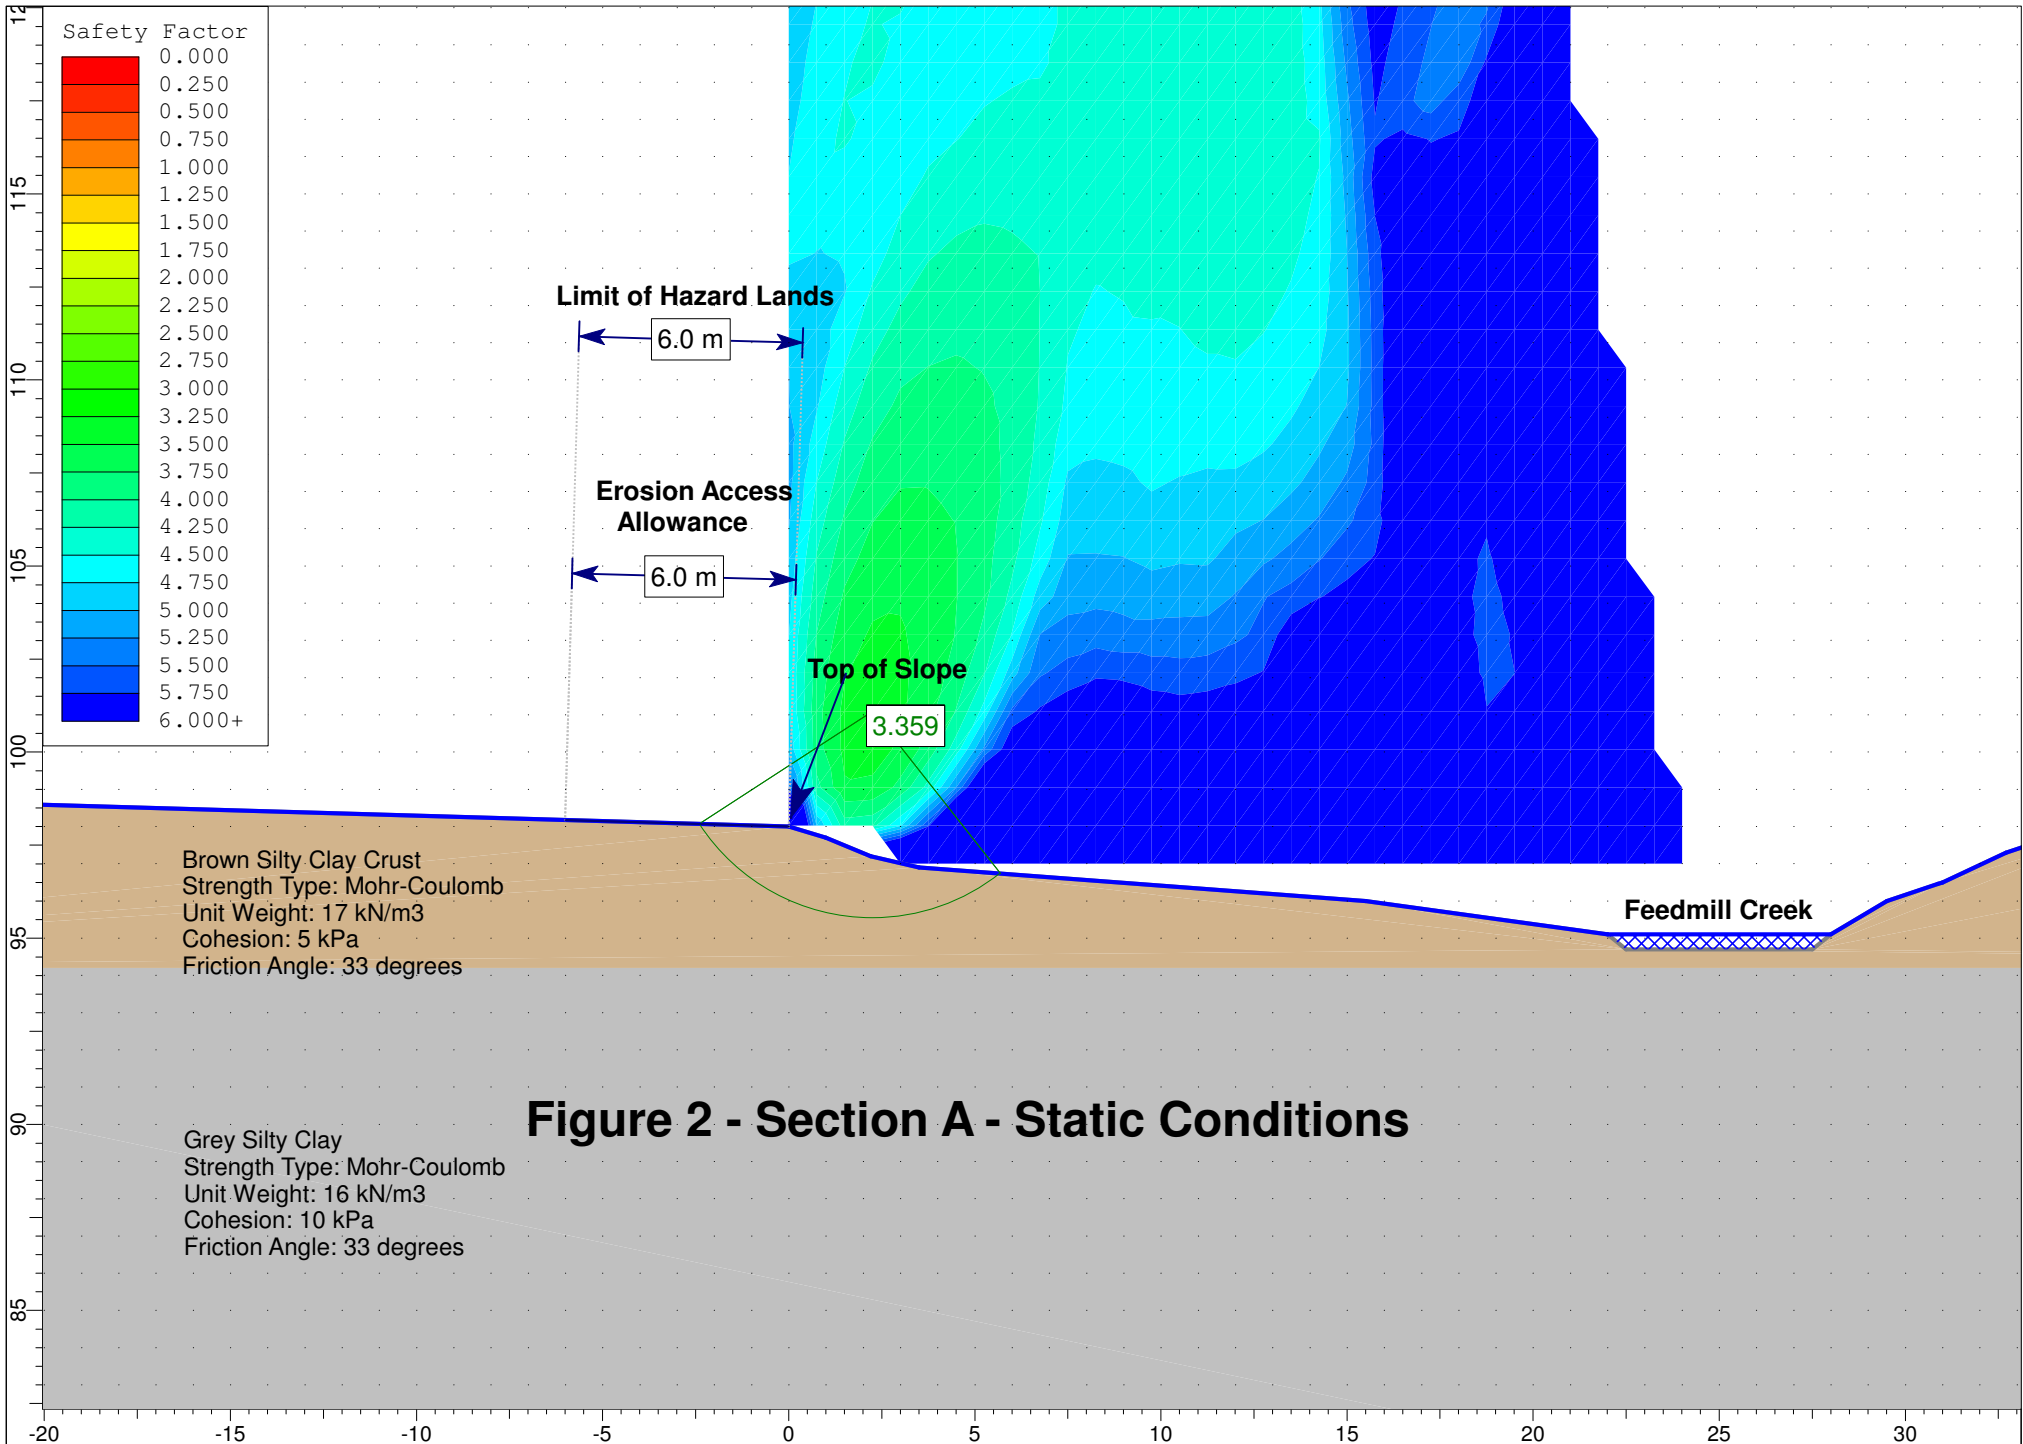 Safety Factor
0.000
0.250
0.500
0.750
1.000
1.250
1.500
1.750
2.000
2.250
2.500
2.750
3.000
3.250
3.500
3.750
4.000
4.250
4.500
4.750
5.000
5.250
5.500
5.750
6.000+
Limit of Hazard Lands
6.0 m
Erosion Access
Allowance
6.0 m
Top of Slope
3.359
Brown Silty Clay Crust
Strength Type: Mohr-Coulomb
Unit Weight: 17 kN/m3
Cohesion: 5 kPa
Friction Angle: 33 degrees
Feedmill Creek
Figure 2 - Section A - Static Conditions
Grey Silty Clay
Strength Type: Mohr-Coulomb
Unit Weight: 16 kN/m3
Cohesion: 10 kPa
Friction Angle: 33 degrees
115
110
105
100
95
90
85
-20
-15
-10
-5
0
5
10
15
20
25
30